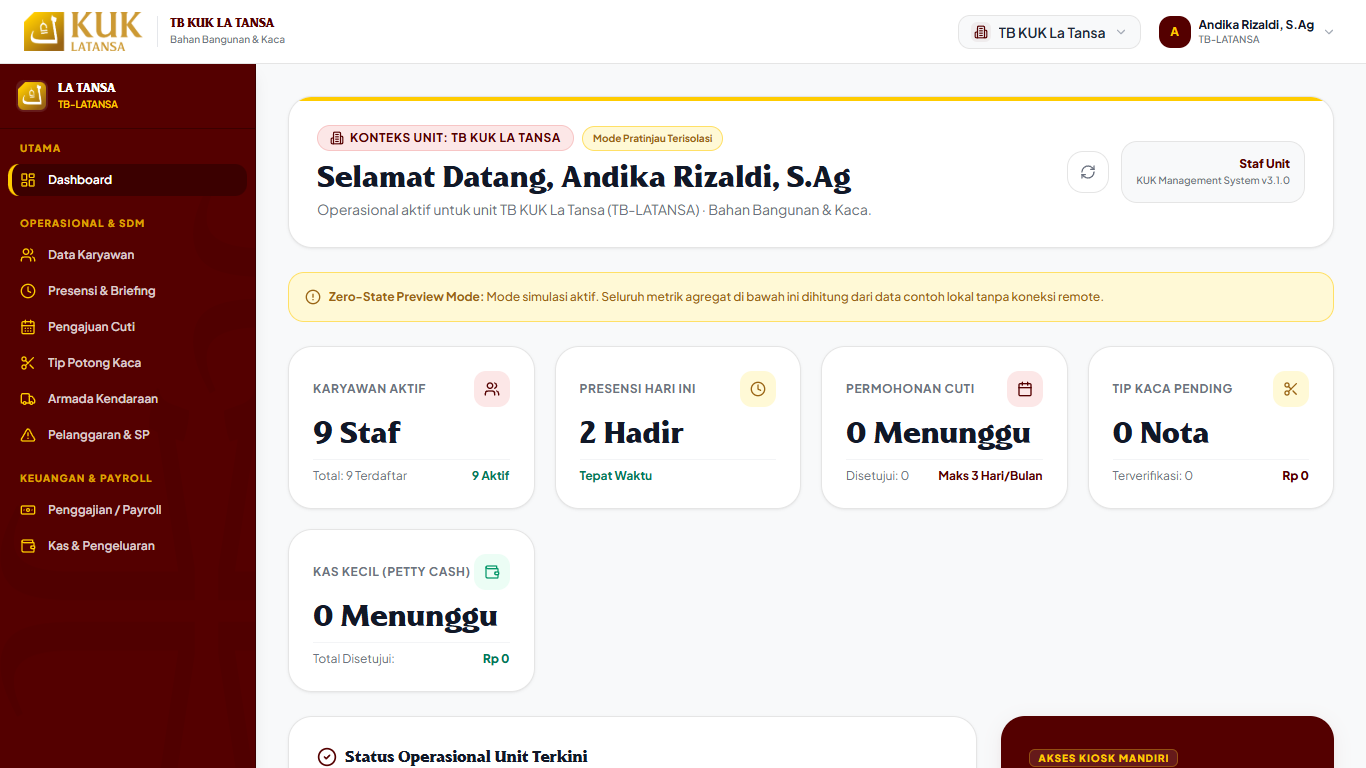 KUK
LATANSA
TB KUK LA TANSA
Bahan Bangunan & Kaca
TB KUK La Tansa
A
Andika Rizaldi, S.Ag
TB-LATANSA
LA TANSA
TB-LATANSA
UTAMA
Dashboard
OPERASIONAL & SDM
Data Karyawan
Presensi & Briefing
Pengajuan Cuti
Tip Potong Kaca
Armada Kendaraan
Pelanggaran & SP
KEUANGAN & PAYROLL
Penggajian / Payroll
Kas & Pengeluaran
KONTEKS UNIT: TB KUK LA TANSA
Mode Pratinjau Terisolasi
Selamat Datang, Andika Rizaldi, S.Ag
Operasional aktif untuk unit TB KUK La Tansa (TB-LATANSA) · Bahan Bangunan & Kaca.
Staf Unit
KUK Management System v3.1.0
Zero-State Preview Mode: Mode simulasi aktif. Seluruh metrik agregat di bawah ini dihitung dari data contoh lokal tanpa koneksi remote.
KARYAWAN AKTIF
9 Staf
Total: 9 Terdaftar
9 Aktif
PRESENSI HARI INI
2 Hadir
Tepat Waktu
PERMOHONAN CUTI
0 Menunggu
Disetujui: 0
Maks 3 Hari/Bulan
TIP KACA PENDING
0 Nota
Terverifikasi: 0
Rp 0
KAS KECIL (PETTY CASH)
0 Menunggu
Total Disetujui:
Rp 0
Status Operasional Unit Terkini
AKSES KIOSK MANDIRI